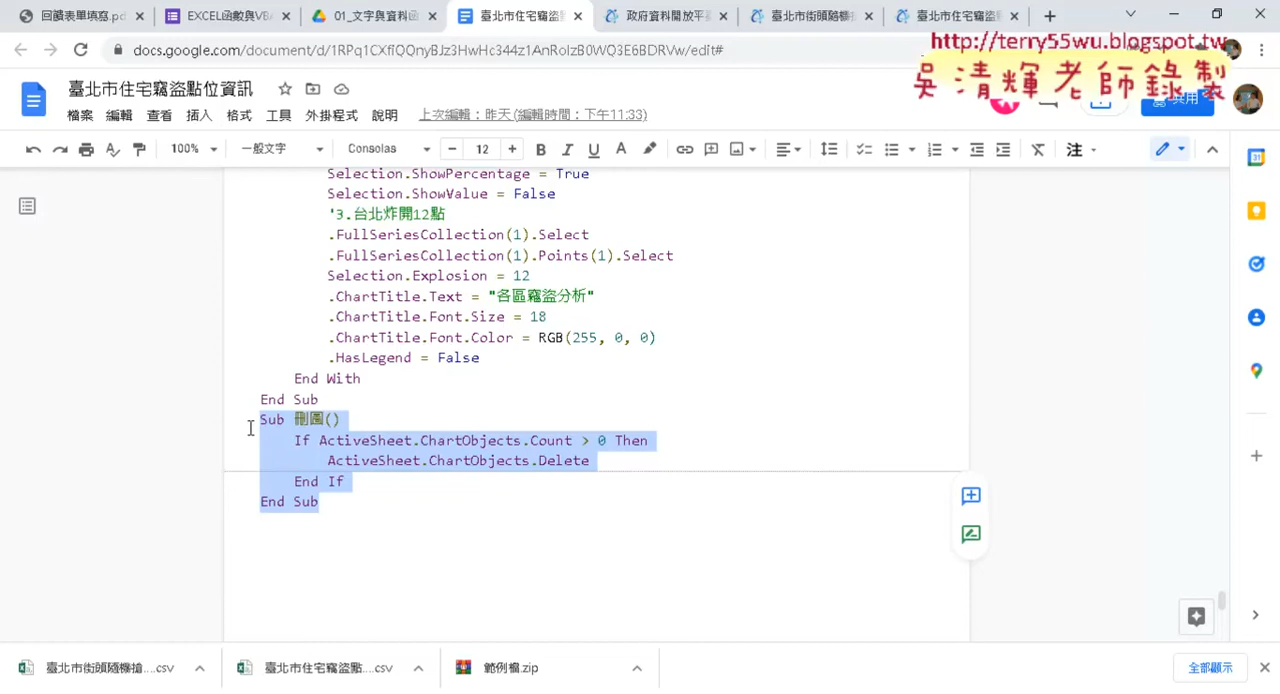 回饋表單填寫.pd
EXCEL函數與VBA
01_文字與資料函
臺北市住宅竊盜點
政府資料開放平
臺北市街頭隨機搶
臺北市住宅竊盜點
docs.google.com/document/d/1RPq1CXfiQQnyBJz3HwHc344z1AnRolzB0WQ3E6BDRVw/edit#
http://terry55wu.blogspot.tw
吳清輝老師錄製
臺北市住宅竊盜點位資訊
檔案 編輯 查看 插入 格式 工具 外掛程式 說明 上次編輯：昨天 (編輯時間：下午11:33)
共用
100% 一般文字 Consolas 12 B I U A 注
Selection.ShowPercentage = True
Selection.ShowValue = False
'3.台北炸開12點
.FullSeriesCollection(1).Select
.FullSeriesCollection(1).Points(1).Select
Selection.Explosion = 12
.ChartTitle.Text = "各區竊盜分析"
.ChartTitle.Font.Size = 18
.ChartTitle.Font.Color = RGB(255, 0, 0)
.HasLegend = False
End With
End Sub
Sub 刪圖()
If ActiveSheet.ChartObjects.Count > 0 Then
ActiveSheet.ChartObjects.Delete
End If
End Sub
臺北市街頭隨機搶....csv
臺北市住宅竊盜點....csv
範例檔.zip
全部顯示